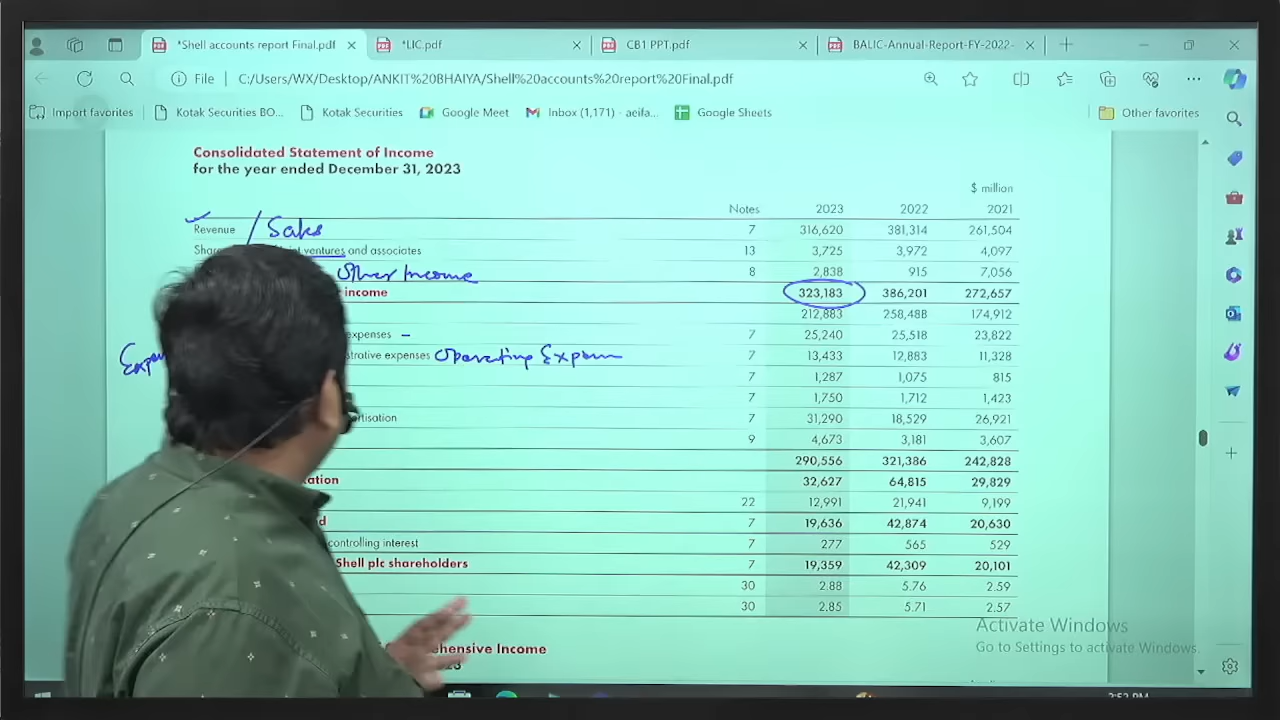 *Shell accounts report Final.pdf *LIC.pdf CB1 PPT.pdf BALIC-Annual-Report-FY-2022-
File C:/Users/WX/Desktop/ANKIT%20BHAIYA/Shell%20accounts%20report%20Final.pdf
Import favorites Kotak Securities BO... Kotak Securities Google Meet Inbox (1,171) - aeifa... Google Sheets Other favorites
Consolidated Statement of Income
for the year ended December 31, 2023
$ million
Notes 2023 2022 2021
Revenue / Sales 7 316,620 381,314 261,504
ventures and associates 13 3,725 3,972 4,097
Other Income 8 2,838 915 7,056
income 323,183 386,201 272,657
212,883 258,488 174,912
expenses - 7 25,240 25,518 23,822
expenses Operating 7 13,433 12,883 11,328
7 1,287 1,075 815
7 1,750 1,712 1,423
7 31,290 18,529 26,921
9 4,673 3,181 3,607
290,556 321,386 242,828
32,627 64,815 29,829
22 12,991 21,941 9,199
7 19,636 42,874 20,630
controlling interest 7 277 565 529
Shell plc shareholders 7 19,359 42,309 20,101
30 2.88 5.76 2.59
30 2.85 5.71 2.57
Activate Windows
Go to Settings to activate Windows.
Income